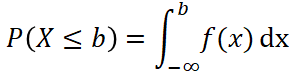 P(X ≤ b) = ∫_{-∞}^{b} f(x) dx